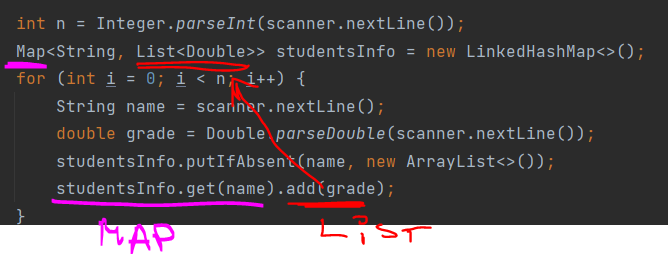 int n = Integer.parseInt(scanner.nextLine());
Map<String, List<Double>> studentsInfo = new LinkedHashMap<>();
for (int i = 0; i < n; i++) {
    String name = scanner.nextLine();
    double grade = Double.parseDouble(scanner.nextLine());
    studentsInfo.putIfAbsent(name, new ArrayList<>());
    studentsInfo.get(name).add(grade);
}
MAP LiST